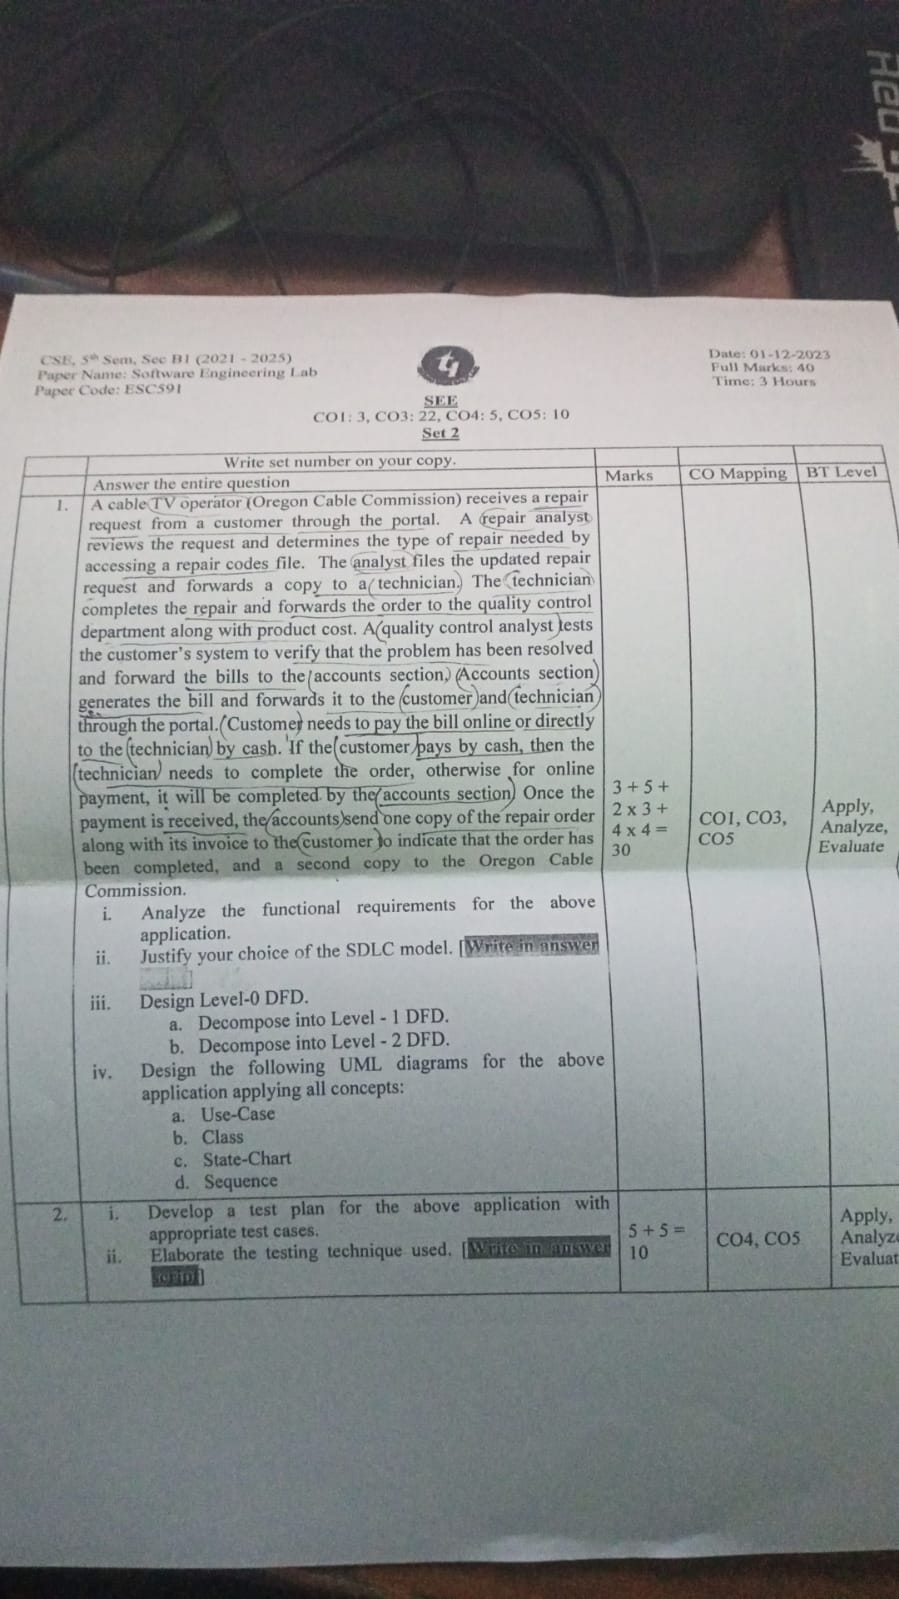 CSE, 5th Sem, Sec B1 (2021 - 2025)
Paper Name: Software Engineering Lab
Paper Code: ESC591
Date: 01-12-2023
Full Marks: 40
Time: 3 Hours
SEE
CO1: 3, CO3: 22, CO4: 5, CO5: 10
Set 2
Write set number on your copy.
Answer the entire question
Marks
CO Mapping
BT Level
1.
A cable TV operator (Oregon Cable Commission) receives a repair
request from a customer through the portal. A repair analyst
reviews the request and determines the type of repair needed by
accessing a repair codes file. The analyst files the updated repair
request and forwards a copy to a technician. The technician
completes the repair and forwards the order to the quality control
department along with product cost. A quality control analyst tests
the customer's system to verify that the problem has been resolved
and forward the bills to the accounts section. Accounts section
generates the bill and forwards it to the customer and technician
through the portal. Customer needs to pay the bill online or directly
to the technician by cash. If the customer pays by cash, then the
technician needs to complete the order, otherwise for online
payment, it will be completed by the accounts section. Once the
payment is received, the accounts send one copy of the repair order
along with its invoice to the customer to indicate that the order has
been completed, and a second copy to the Oregon Cable
Commission.
i. Analyze the functional requirements for the above
application.
ii. Justify your choice of the SDLC model. [Write in answer
iii. Design Level-0 DFD.
a. Decompose into Level - 1 DFD.
b. Decompose into Level - 2 DFD.
iv. Design the following UML diagrams for the above
application applying all concepts:
a. Use-Case
b. Class
c. State-Chart
d. Sequence
3 + 5 +
2 x 3 +
4 x 4 =
30
CO1, CO3,
CO5
Apply,
Analyze,
Evaluate
2.
i. Develop a test plan for the above application with
appropriate test cases.
ii. Elaborate the testing technique used. [Write in answer
script]
5 + 5 =
10
CO4, CO5
Apply,
Analyze
Evaluat